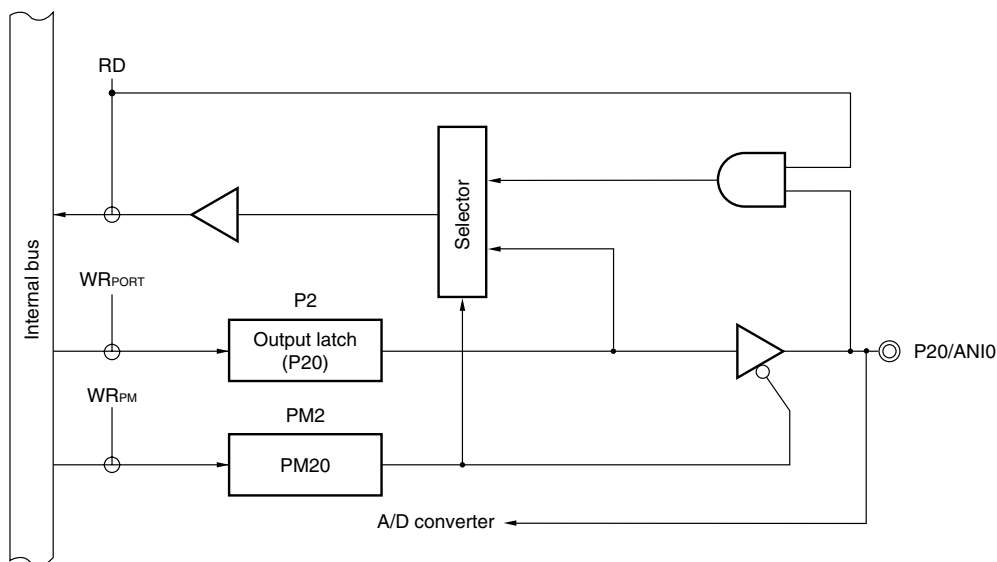 RD
Selector
Internal bus
WRPORT
P2
Output latch
(P20)
P20/ANI0
WRPM
PM2
PM20
A/D converter